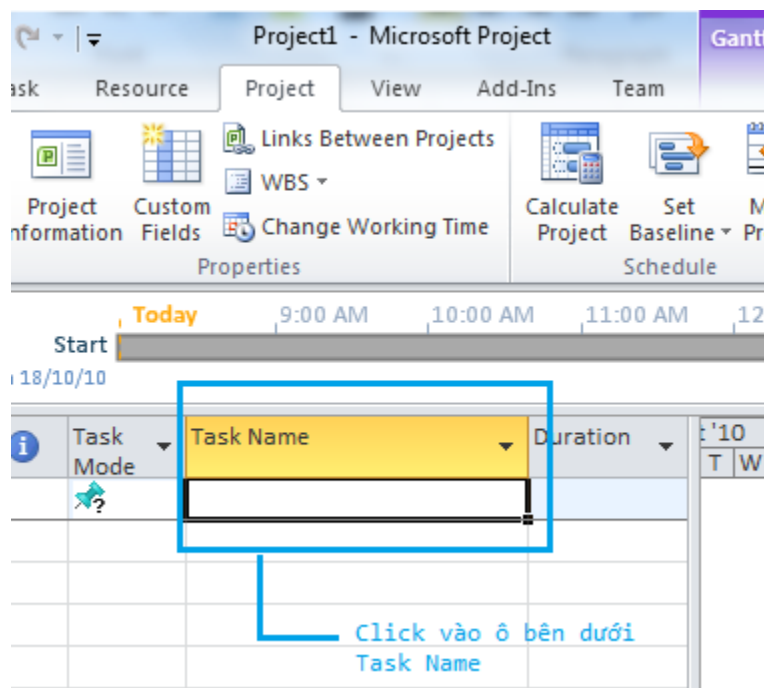 Project1 - Microsoft Project
Gantt
ask Resource Project View Add-Ins Team
Links Between Projects
WBS
Change Working Time
Project
nformation
Custom
Fields
Calculate
Project
Set
Baseline
M
Pr
Properties
Schedule
Today 9:00 AM 10:00 AM 11:00 AM 12
Start
18/10/10
Task
Mode
Task Name
Duration
t '10
T W
Click vào ô bên dưới
Task Name